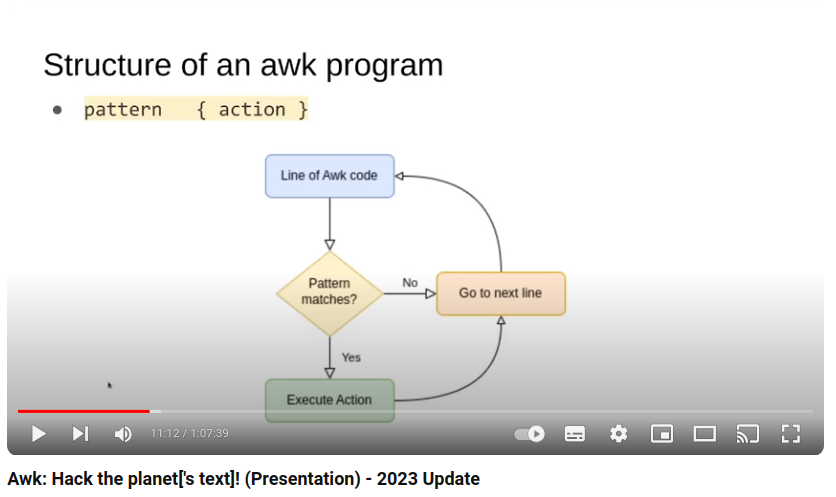 Structure of an awk program
● pattern { action }
Line of Awk code
Pattern
matches?
No
Go to next line
Yes
Execute Action
11:12 / 1:07:39
Awk: Hack the planet['s text]! (Presentation) - 2023 Update